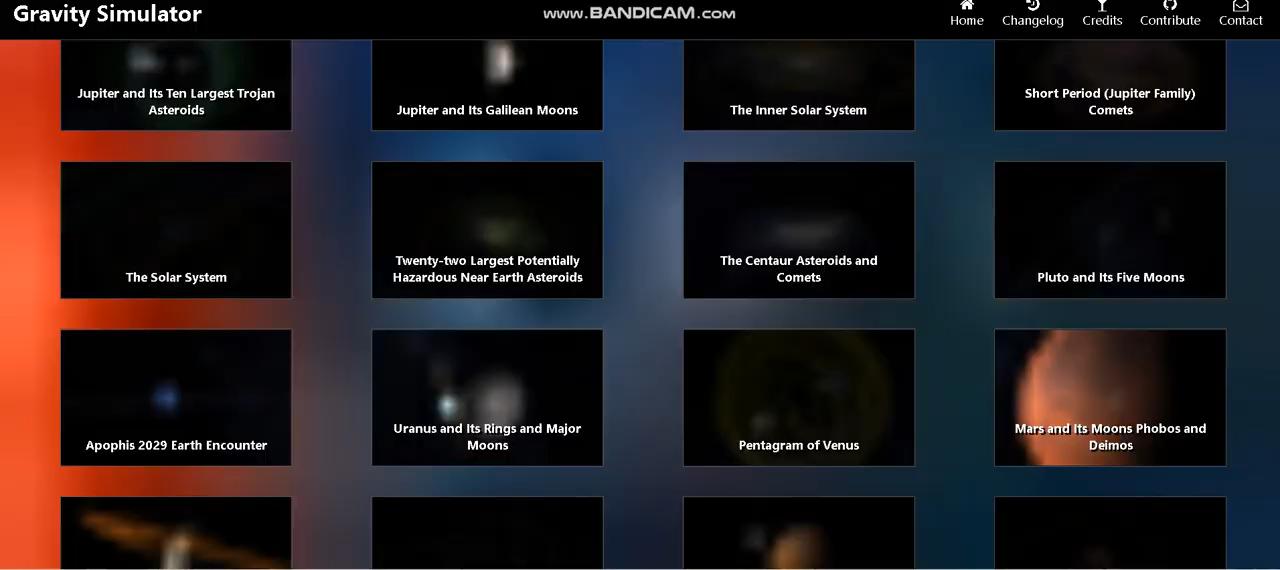 Gravity Simulator
www.BANDICAM.com
Home
Changelog
Credits
Contribute
Contact
Jupiter and Its Ten Largest Trojan
Asteroids
Jupiter and Its Galilean Moons
The Inner Solar System
Short Period (Jupiter Family)
Comets
The Solar System
Twenty-two Largest Potentially
Hazardous Near Earth Asteroids
The Centaur Asteroids and
Comets
Pluto and Its Five Moons
Apophis 2029 Earth Encounter
Uranus and Its Rings and Major
Moons
Pentagram of Venus
Mars and Its Moons Phobos and
Deimos